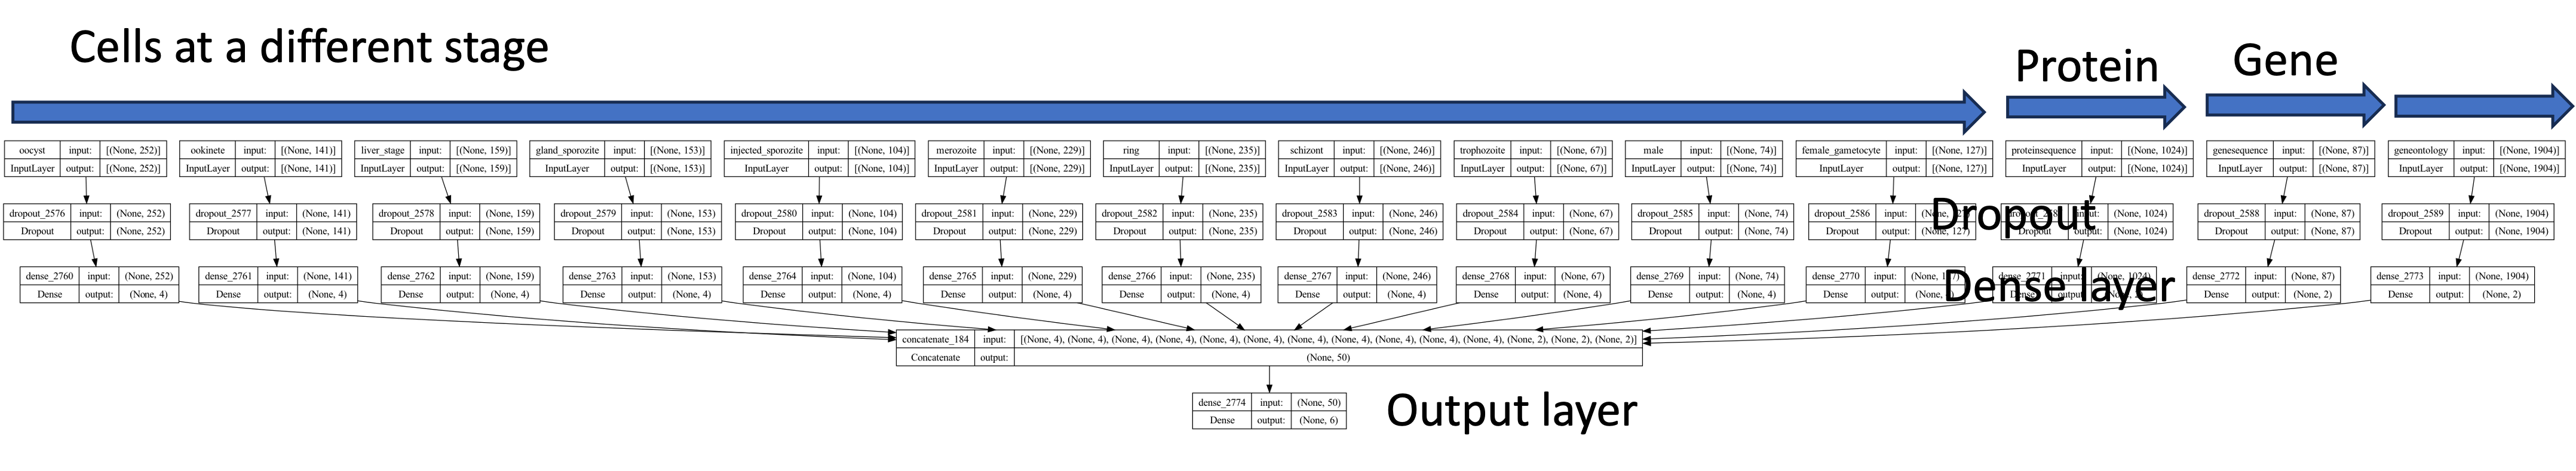 Cells at a different stage
Protein
Gene
oocyst input: [(None, 252)]
InputLayer output: [(None, 252)]
ookinete input: [(None, 141)]
InputLayer output: [(None, 141)]
liver_stage input: [(None, 159)]
InputLayer output: [(None, 159)]
gland_sporozite input: [(None, 153)]
InputLayer output: [(None, 153)]
injected_sporozite input: [(None, 104)]
InputLayer output: [(None, 104)]
merozoite input: [(None, 229)]
InputLayer output: [(None, 229)]
ring input: [(None, 235)]
InputLayer output: [(None, 235)]
schizont input: [(None, 246)]
InputLayer output: [(None, 246)]
trophozoite input: [(None, 67)]
InputLayer output: [(None, 67)]
male input: [(None, 74)]
InputLayer output: [(None, 74)]
female_gametocyte input: [(None, 127)]
InputLayer output: [(None, 127)]
proteinsequence input: [(None, 1024)]
InputLayer output: [(None, 1024)]
genesequence input: [(None, 87)]
InputLayer output: [(None, 87)]
geneontology input: [(None, 1904)]
InputLayer output: [(None, 1904)]
dropout_2576 input: (None, 252)
Dropout output: (None, 252)
dropout_2577 input: (None, 141)
Dropout output: (None, 141)
dropout_2578 input: (None, 159)
Dropout output: (None, 159)
dropout_2579 input: (None, 153)
Dropout output: (None, 153)
dropout_2580 input: (None, 104)
Dropout output: (None, 104)
dropout_2581 input: (None, 229)
Dropout output: (None, 229)
dropout_2582 input: (None, 235)
Dropout output: (None, 235)
dropout_2583 input: (None, 246)
Dropout output: (None, 246)
dropout_2584 input: (None, 67)
Dropout output: (None, 67)
dropout_2585 input: (None, 74)
Dropout output: (None, 74)
dropout_2586 input:
Dropout output: (None, 127)
Dropout
(None, 1024)
Dropout output: (None, 1024)
dropout_2588 input: (None, 87)
Dropout output: (None, 87)
dropout_2589 input: (None, 1904)
Dropout output: (None, 1904)
dense_2760 input: (None, 252)
Dense output: (None, 4)
dense_2761 input: (None, 141)
Dense output: (None, 4)
dense_2762 input: (None, 159)
Dense output: (None, 4)
dense_2763 input: (None, 153)
Dense output: (None, 4)
dense_2764 input: (None, 104)
Dense output: (None, 4)
dense_2765 input: (None, 229)
Dense output: (None, 4)
dense_2766 input: (None, 235)
Dense output: (None, 4)
dense_2767 input: (None, 246)
Dense output: (None, 4)
dense_2768 input: (None, 67)
Dense output: (None, 4)
dense_2769 input: (None, 74)
Dense output: (None, 4)
dense_2770 input:
Dense output:
Dense layer
dense_2771 input: (None, 1024)
dense_2772 input: (None, 87)
Dense output: (None, 2)
dense_2773 input: (None, 1904)
Dense output: (None, 2)
concatenate_184 input: [(None, 4), (None, 4), (None, 4), (None, 4), (None, 4), (None, 4), (None, 4), (None, 4), (None, 4), (None, 4), (None, 4), (None, 2), (None, 2), (None, 2)]
Concatenate output: (None, 50)
dense_2774 input: (None, 50)
Dense output: (None, 6)
Output layer